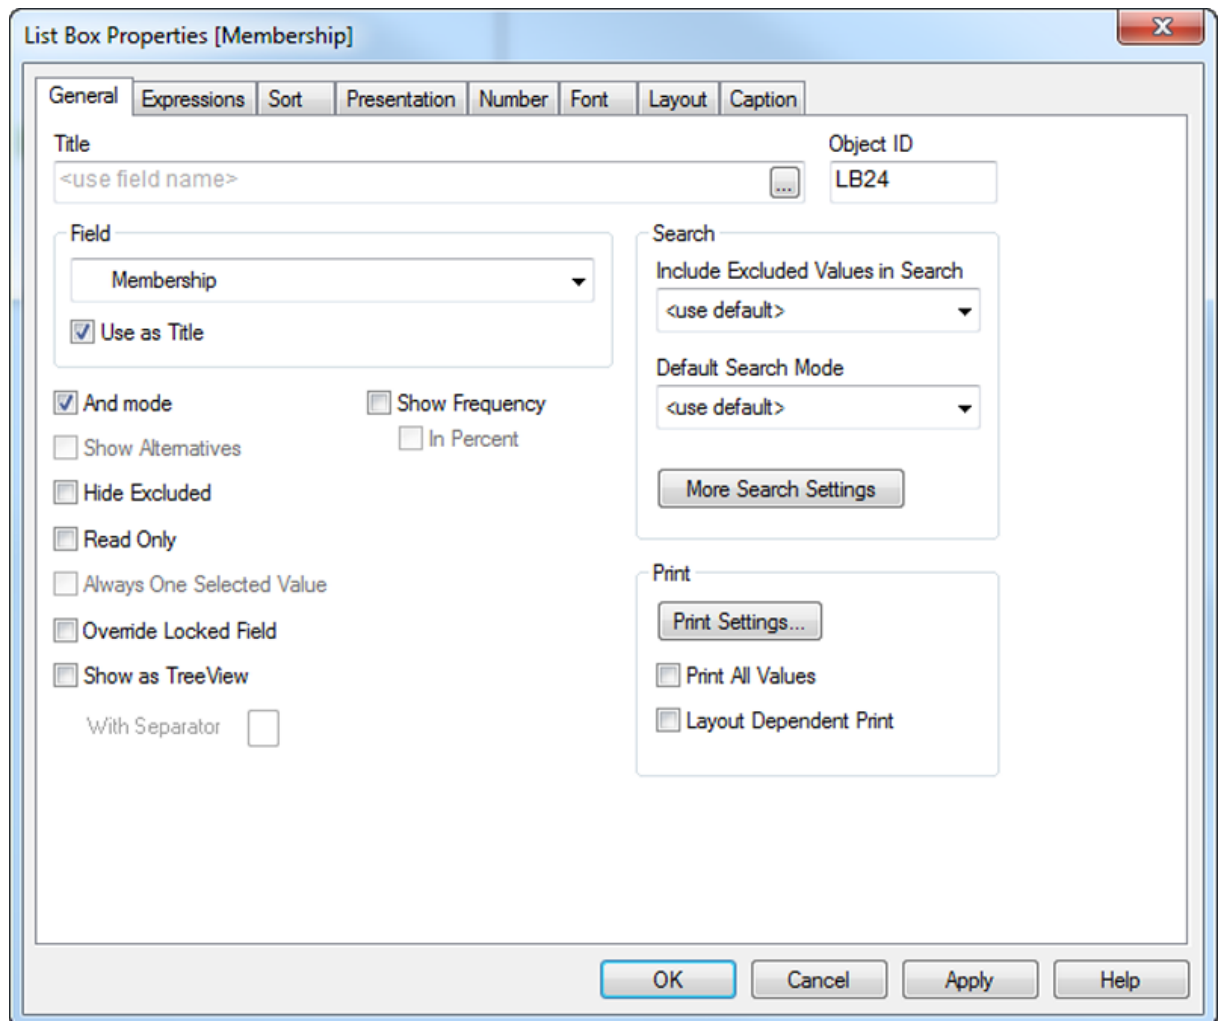 List Box Properties [Membership]
General Expressions Sort Presentation Number Font Layout Caption
Title
Object ID
<use field name>
...
LB24
Field
Membership
Use as Title
Search
Include Excluded Values in Search
<use default>
Default Search Mode
<use default>
More Search Settings
And mode
Show Frequency
In Percent
Show Alternatives
Hide Excluded
Read Only
Always One Selected Value
Override Locked Field
Show as TreeView
With Separator
Print
Print Settings...
Print All Values
Layout Dependent Print
OK Cancel Apply Help